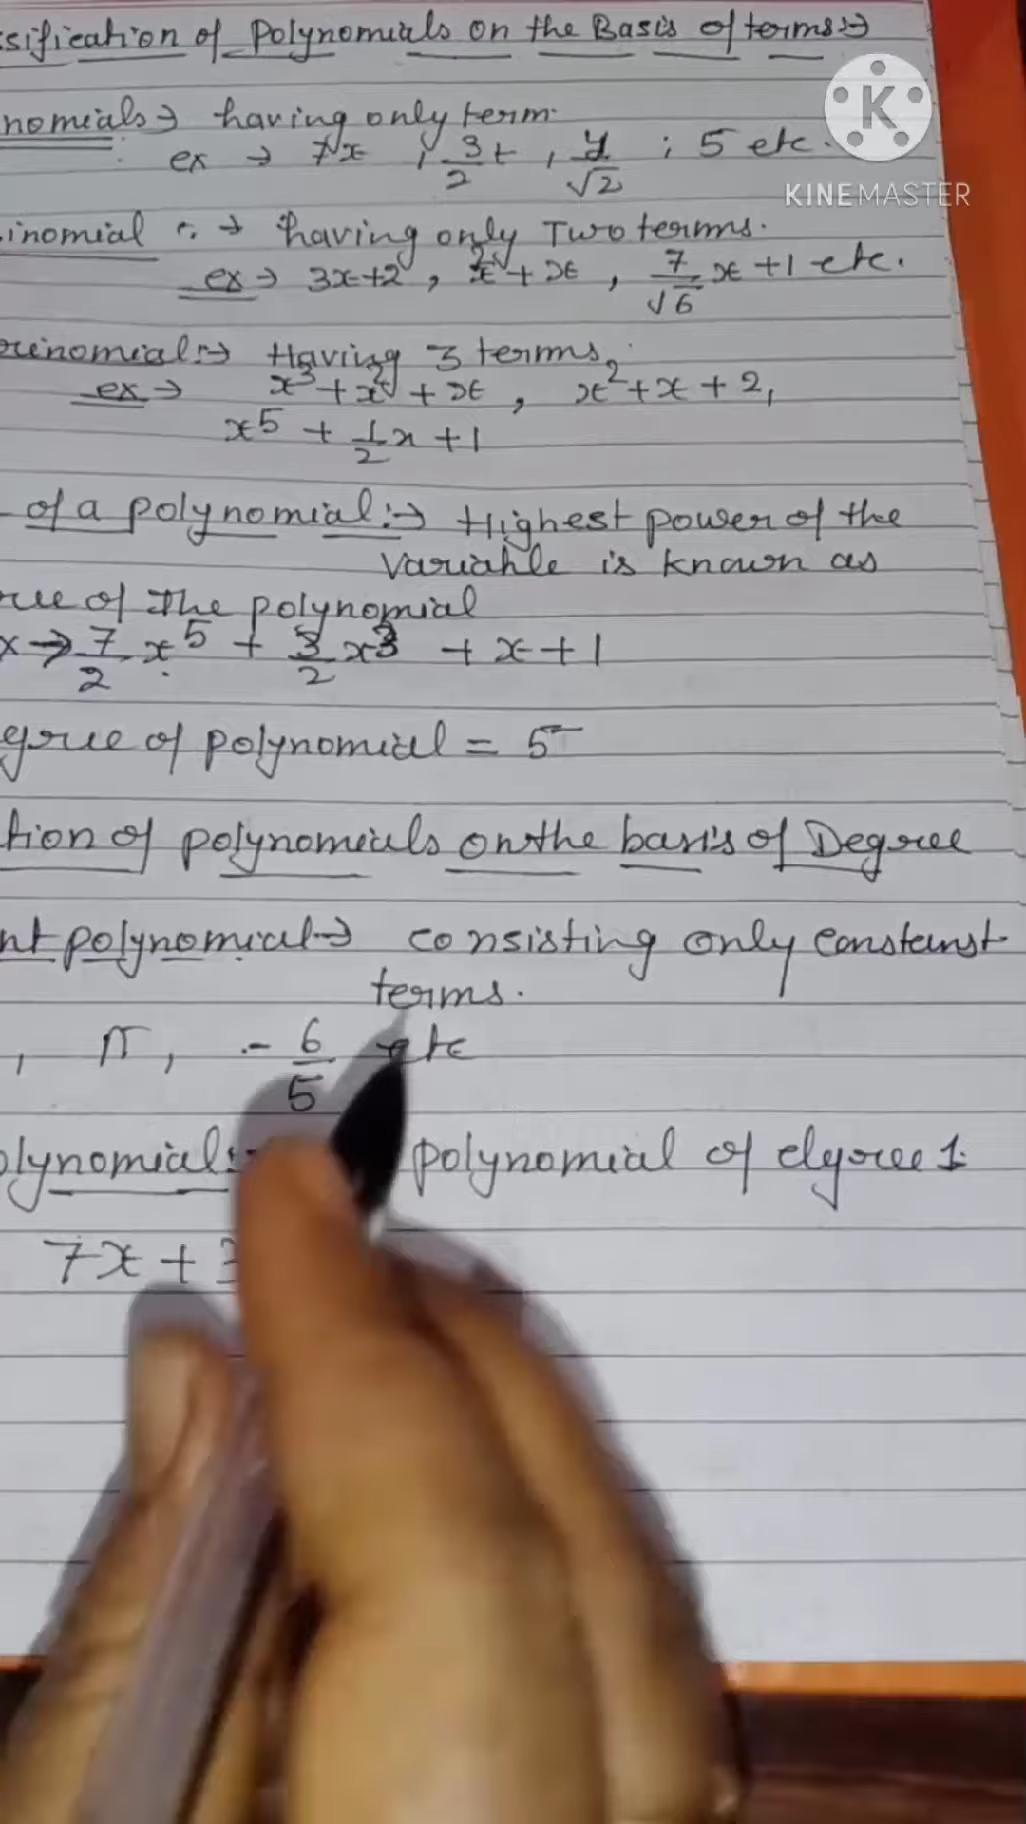 ssification of Polynomials on the Basis of terms:→
K
KINEMASTER
nomials→ having only term.
ex → 7x , 3/2 t , y/√2 ; 5 etc.
inomial :→ having only Two terms.
ex→ 3x+2 , x²+x , 7/√6 x+1 etc.
rinomial:→ Having 3 terms.
ex→ x³+x²+x , x²+x+2,
x⁵ + 1/2 x +1
of a polynomial:→ Highest power of the
variable is known as
ree of the polynomial
x→ 7/2 x⁵ + 3/2 x³ + x+1
egree of polynomial = 5
tion of polynomials on the basis of Degree
nt polynomial→ consisting only constant
terms.
, π, -6/5 etc
olynomial: polynomial of degree 1.
7x + 3